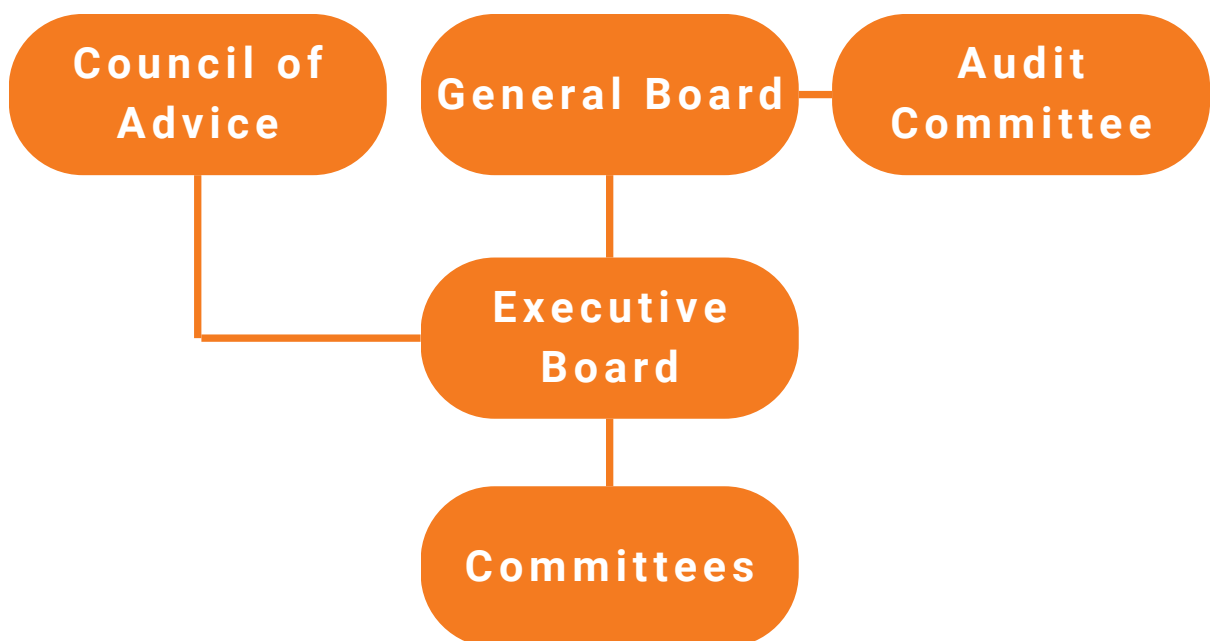 Council of
Advice
General Board
Audit
Committee
Executive
Board
Committees